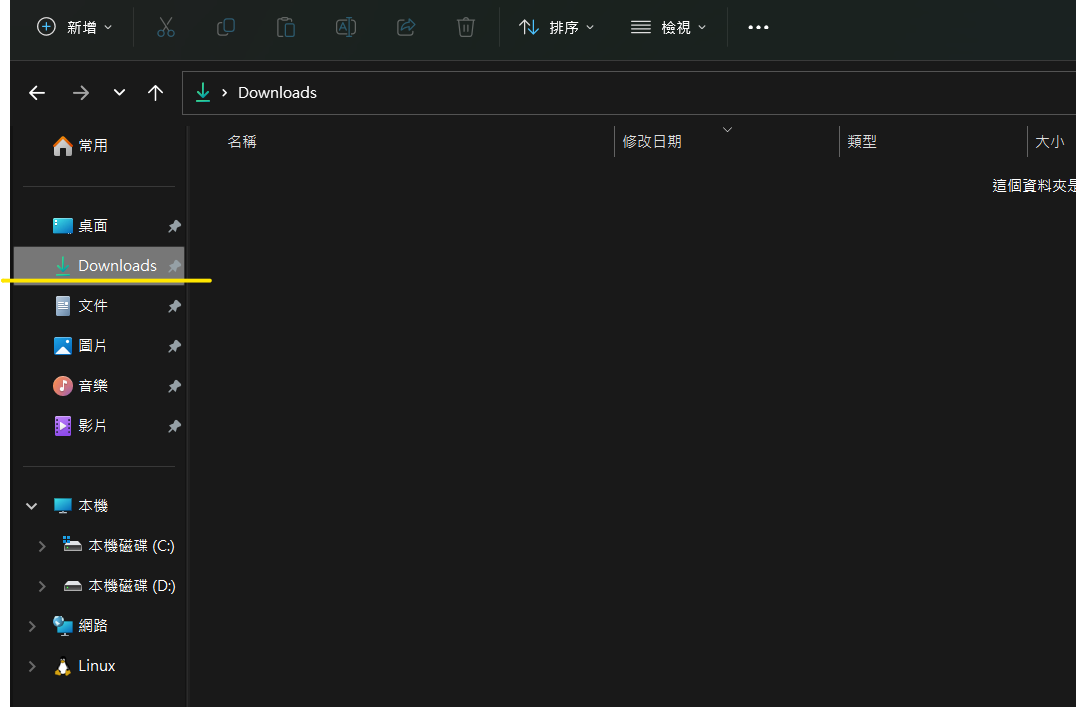 新增 排序 檢視
Downloads
名稱 修改日期 類型 大小
這個資料夾是
常用
桌面
Downloads
文件
圖片
音樂
影片
本機
本機磁碟 (C:)
本機磁碟 (D:)
網路
Linux